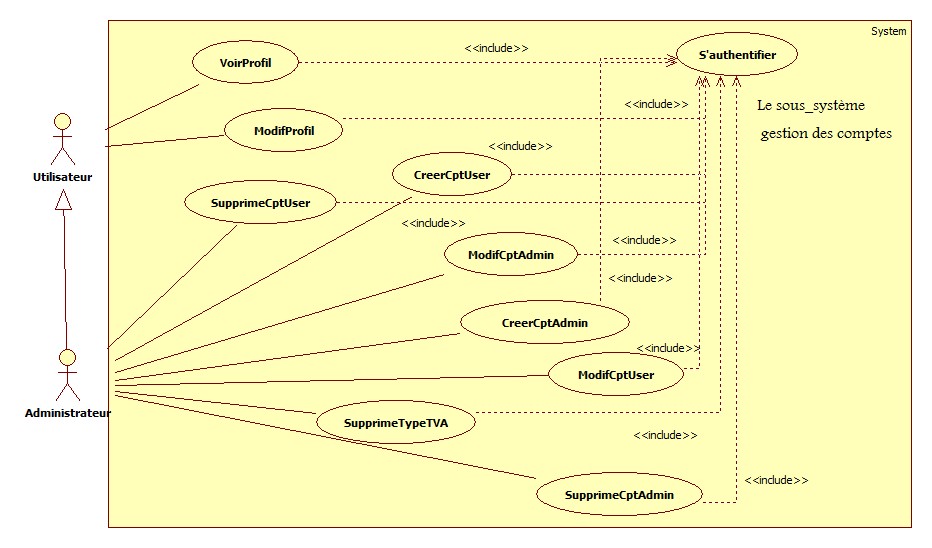 System
<<include>>
S'authentifier
VoirProfil
<<include>>
Le sous_système
gestion des comptes
ModifProfil
<<include>>
Utilisateur
CreerCptUser
SupprimeCptUser
<<include>>
<<include>>
ModifCptAdmin
<<include>>
CreerCptAdmin
<<include>>
ModifCptUser
Administrateur
SupprimeTypeTVA
<<include>>
<<include>>
SupprimeCptAdmin